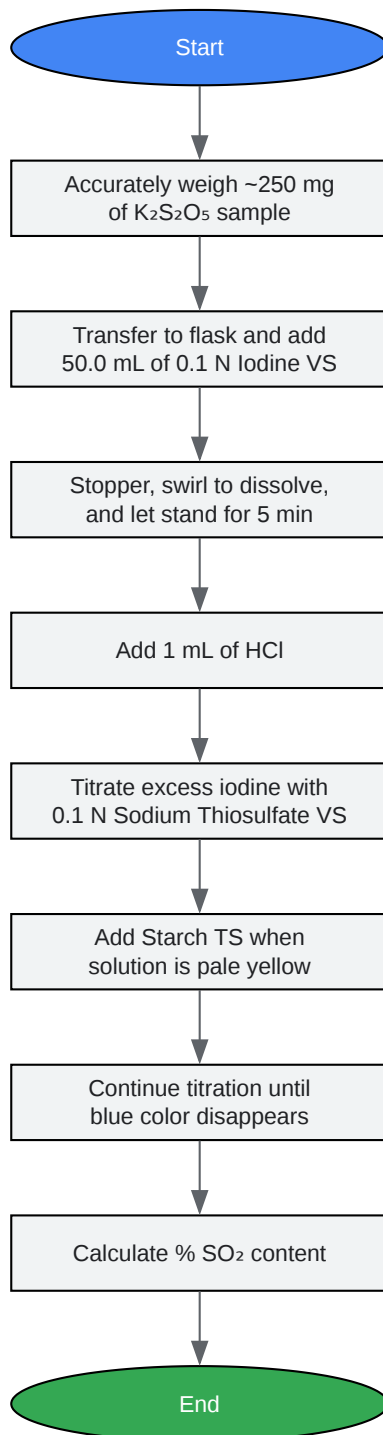 Start
Accurately weigh ~250 mg
of K₂S₂O₅ sample
Transfer to flask and add
50.0 mL of 0.1 N Iodine VS
Stopper, swirl to dissolve,
and let stand for 5 min
Add 1 mL of HCl
Titrate excess iodine with
0.1 N Sodium Thiosulfate VS
Add Starch TS when
solution is pale yellow
Continue titration until
blue color disappears
Calculate % SO₂ content
End